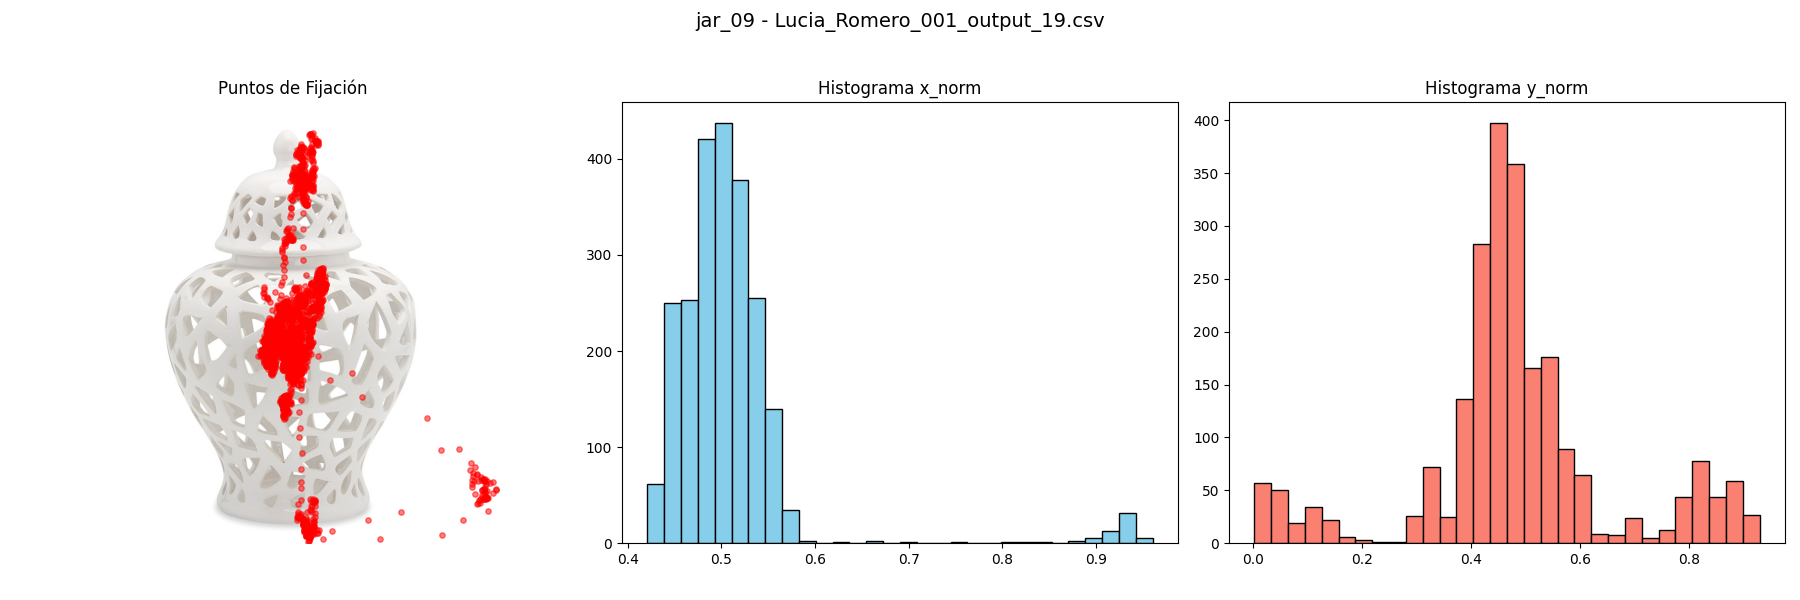 jar_09 - Lucia_Romero_001_output_19.csv
Puntos de Fijación
Histograma x_norm
400
300
200
100
0
0.4 0.5 0.6 0.7 0.8 0.9
Histograma y_norm
400
350
300
250
200
150
100
50
0
0.0 0.2 0.4 0.6 0.8